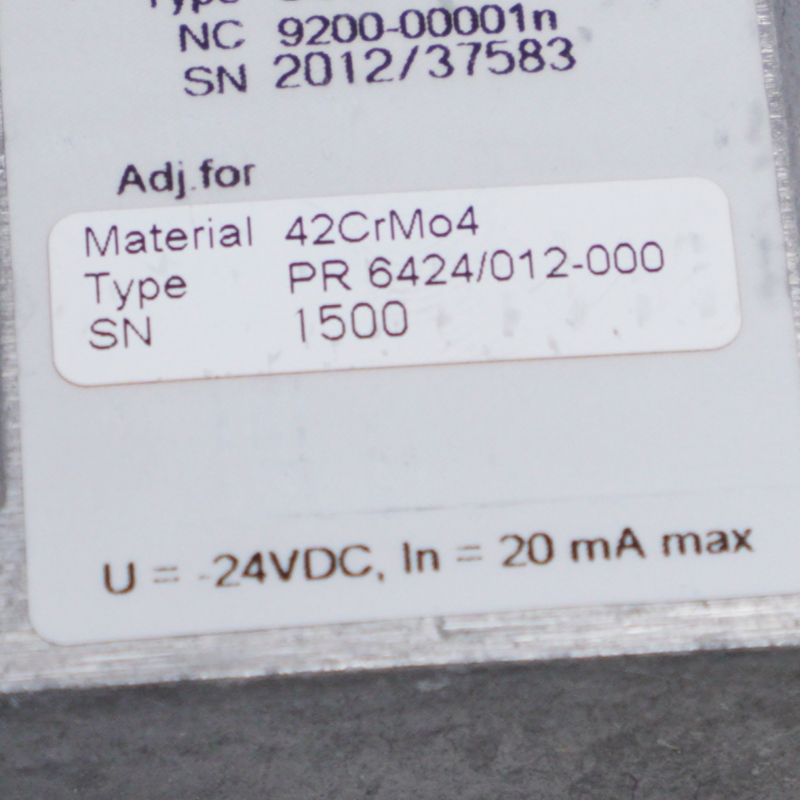 Type
NC 9200-00001n
SN 2012/37583
Adj.for
Material 42CrMo4
Type PR 6424/012-000
SN 1500
U = -24VDC, In = 20 mA max